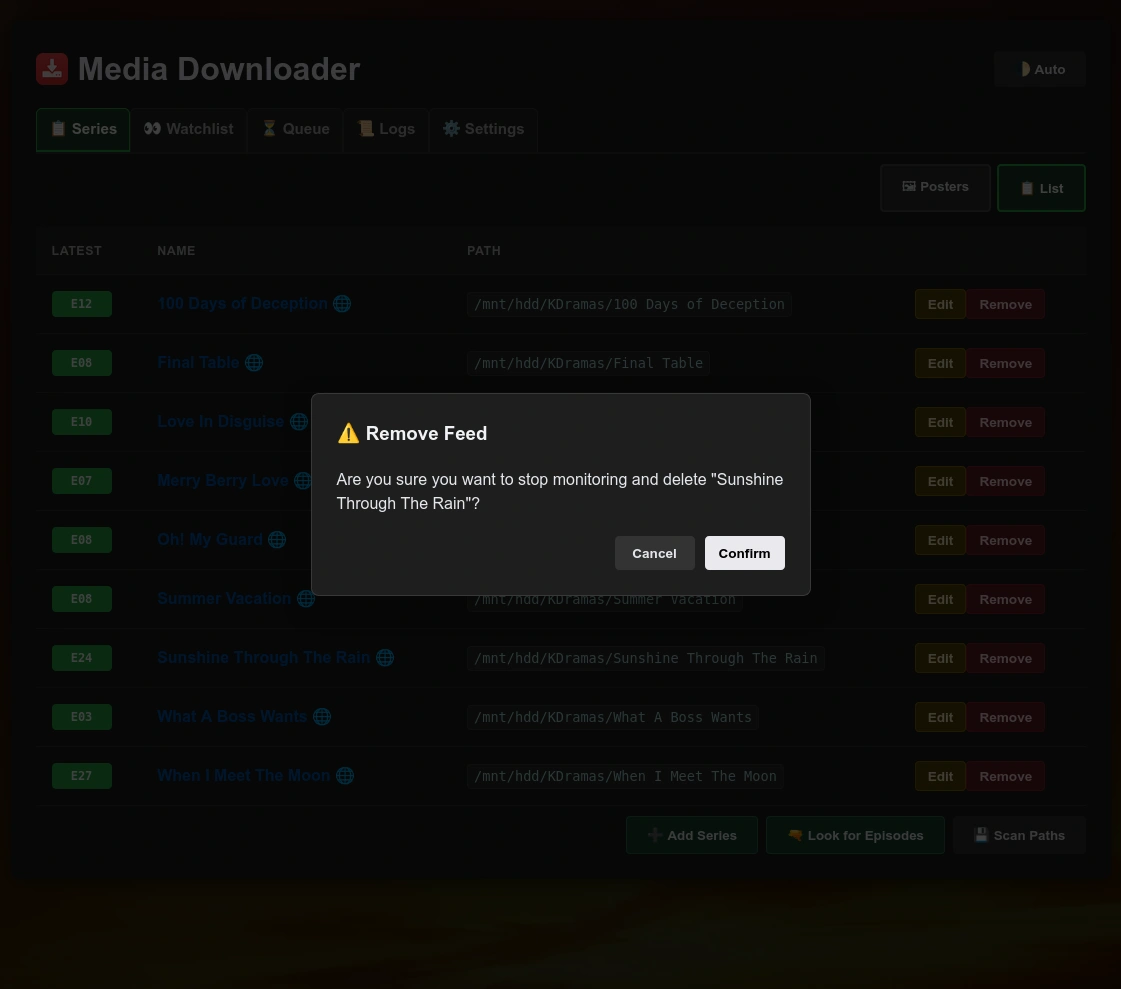 Media Downloader
Auto
Series
Watchlist
Queue
Logs
Settings
Posters
List
LATEST NAME PATH
E12 100 Days of Deception /mnt/hdd/KDramas/100 Days of Deception Edit Remove
E08 Final Table /mnt/hdd/KDramas/Final Table Edit Remove
E10 Love In Disguise Edit Remove
E07 Merry Berry Love Edit Remove
E08 Oh! My Guard Edit Remove
E08 Summer Vacation /mnt/hdd/KDramas/Summer Vacation Edit Remove
E24 Sunshine Through The Rain /mnt/hdd/KDramas/Sunshine Through The Rain Edit Remove
E03 What A Boss Wants /mnt/hdd/KDramas/What A Boss Wants Edit Remove
E27 When I Meet The Moon /mnt/hdd/KDramas/When I Meet The Moon Edit Remove
Add Series
Look for Episodes
Scan Paths
Remove Feed
Are you sure you want to stop monitoring and delete "Sunshine
Through The Rain"?
Cancel
Confirm